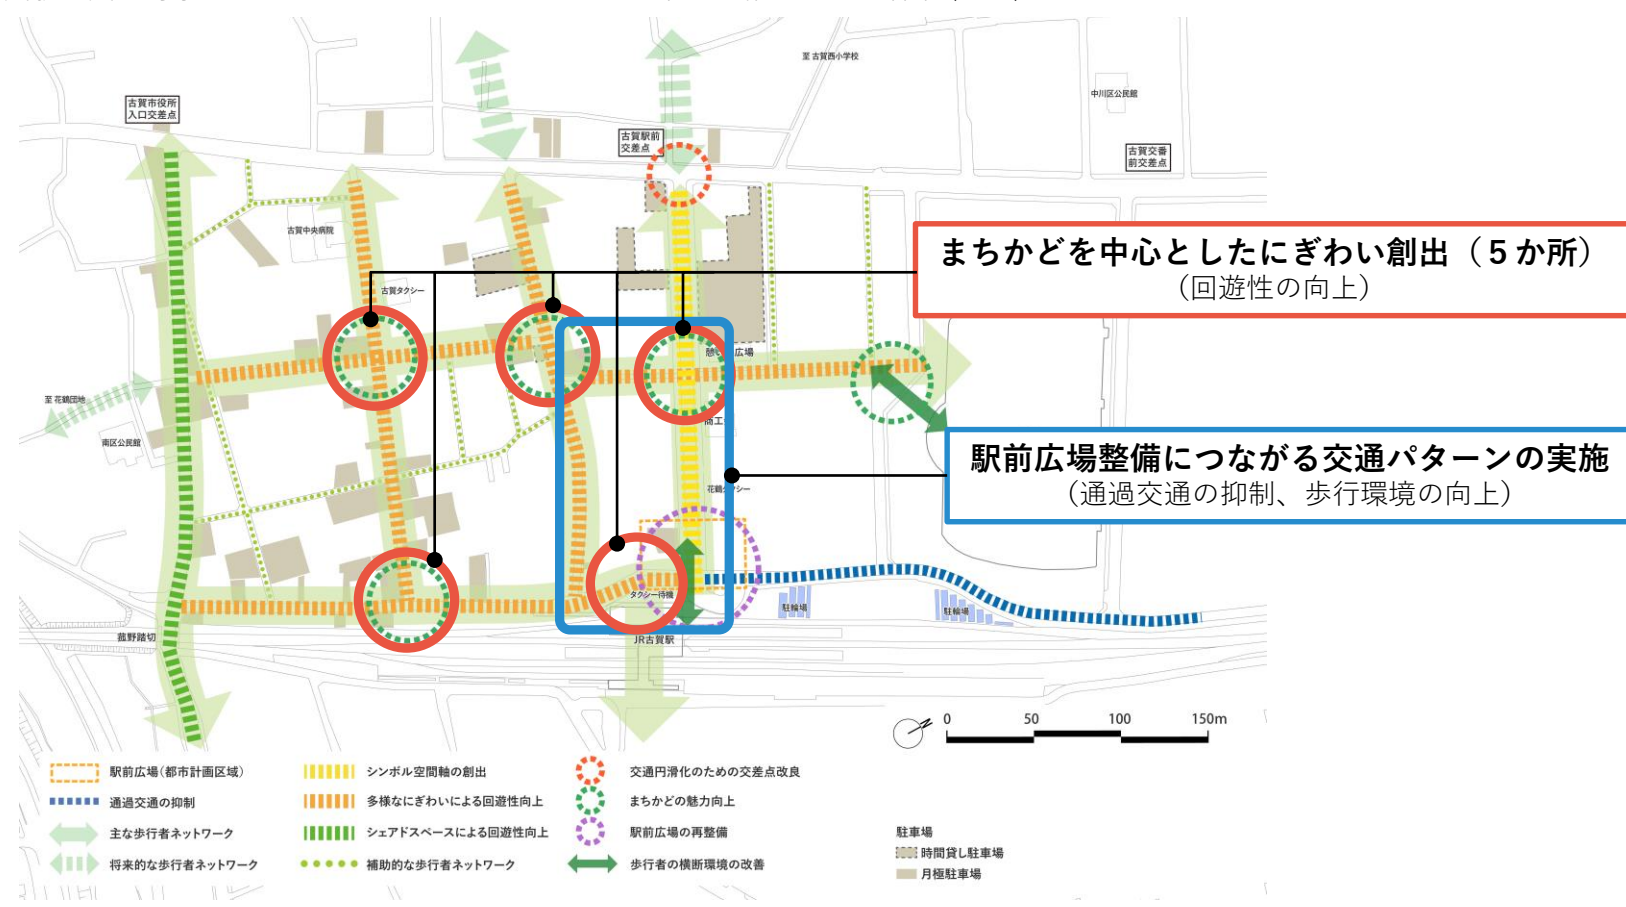 至 古賀西小学校
中川区公民館
古賀市役所
入口交差点
古賀駅前
交差点
古賀交番
前交差点
古賀中央病院
まちかどを中心としたにぎわい創出（５か所）
（回遊性の向上）
古賀タクシー
広場
至 花鶴団地
商工
南区公民館
駅前広場整備につながる交通パターンの実施
（通過交通の抑制、歩行環境の向上）
タクシー待機
駐輪場
駐輪場
菰野踏切
JR古賀駅
0 50 100 150m
駅前広場（都市計画区域）
通過交通の抑制
主な歩行者ネットワーク
将来的な歩行者ネットワーク
シンボル空間軸の創出
多様なにぎわいによる回遊性向上
シェアドスペースによる回遊性向上
補助的な歩行者ネットワーク
交通円滑化のための交差点改良
まちかどの魅力向上
駅前広場の再整備
歩行者の横断環境の改善
駐車場
時間貸し駐車場
月極駐車場